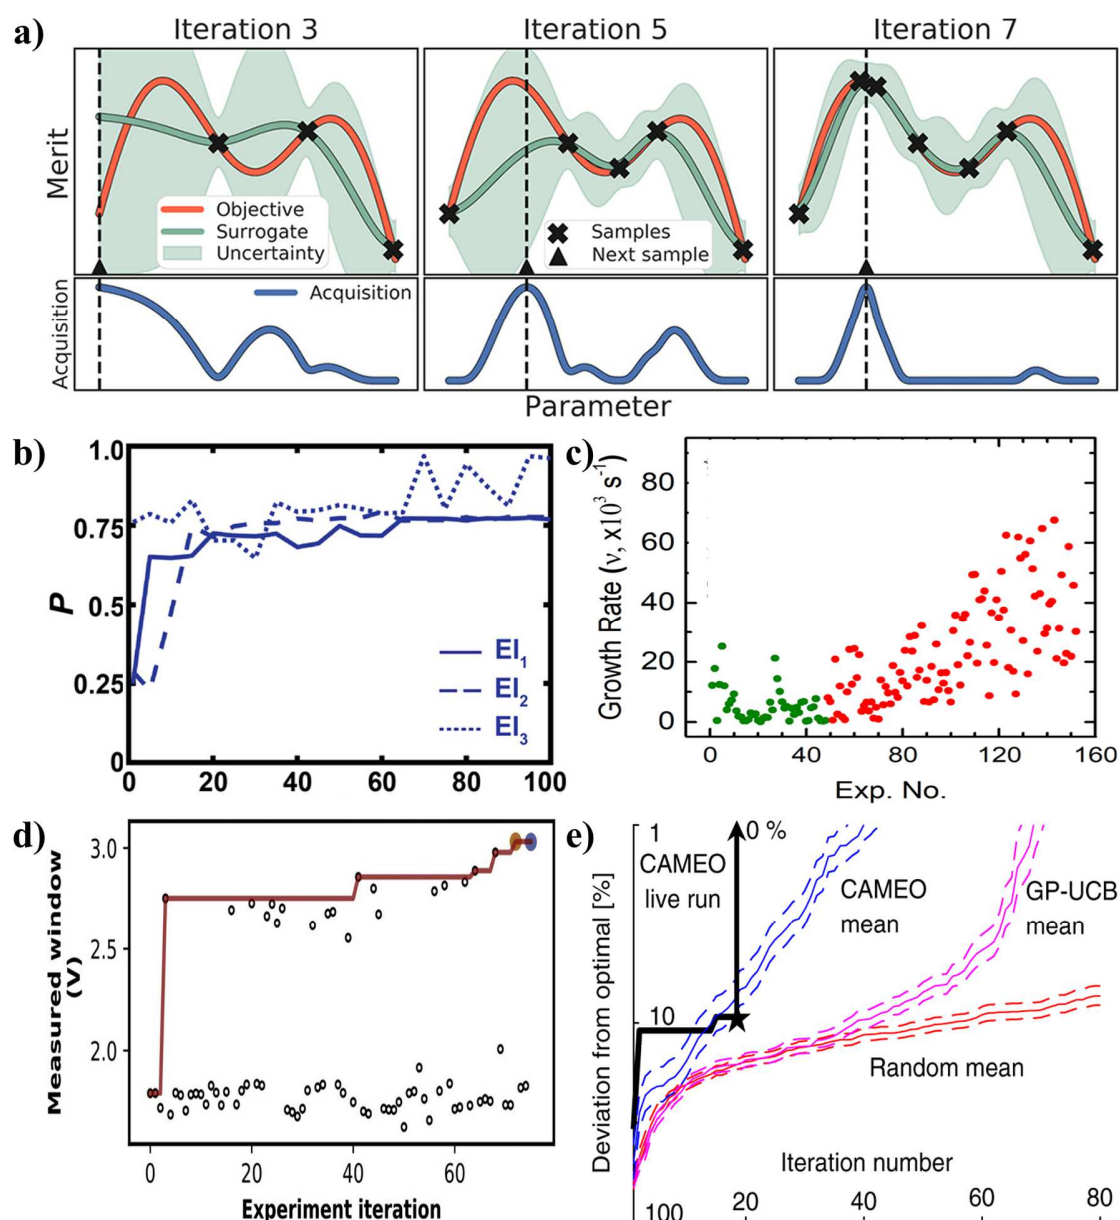 a)
Iteration 3
Iteration 5
Iteration 7
Merit
Objective
Surrogate
Uncertainty
Samples
Next sample
Acquisition
Acquisition
Parameter
b)
1.0
0.75
0.5
0.25
0
P
EI1
EI2
EI3
0 20 40 60 80 100
c)
Growth Rate (ν, x10³ s⁻¹)
80
60
40
20
0
0 40 80 120 160
Exp. No.
d)
Measured window
(V)
3.0
2.5
2.0
0 20 40 60
Experiment iteration
e)
Deviation from optimal [%]
1
10
100
0 %
CAMEO
live run
CAMEO
mean
GP-UCB
mean
Random mean
Iteration number
20 40 60 80